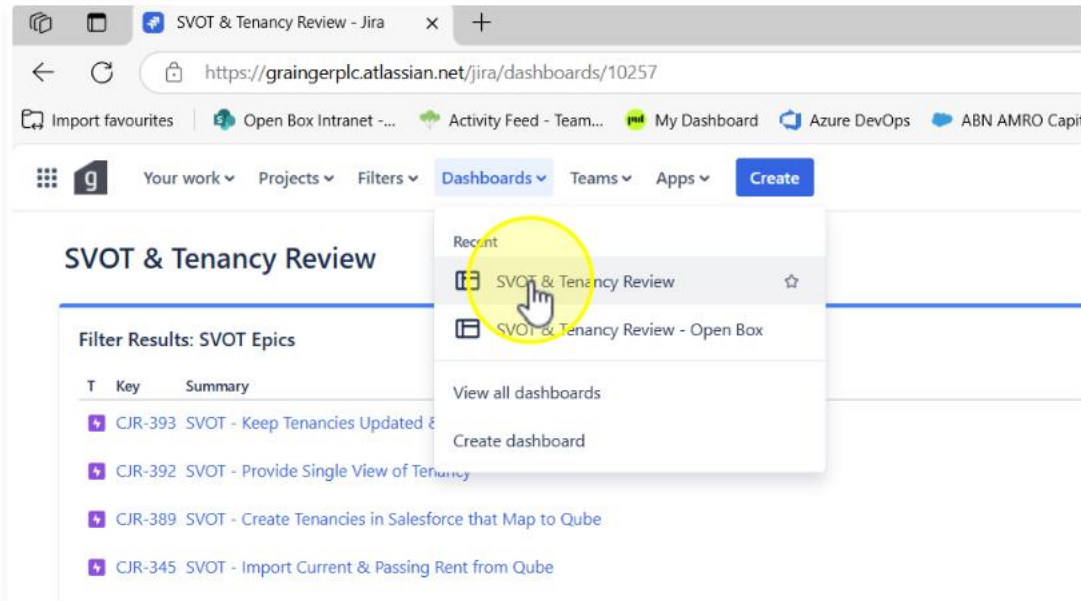 SVOT & Tenancy Review - Jira
https://graingerplc.atlassian.net/jira/dashboards/10257
Import favourites Open Box Intranet -... Activity Feed - Team... My Dashboard Azure DevOps ABN AMRO Capit
g Your work Projects Filters Dashboards Teams Apps Create
SVOT & Tenancy Review
Recent
SVOT & Tenancy Review
SVOT & Tenancy Review - Open Box
View all dashboards
Create dashboard
Filter Results: SVOT Epics
T Key Summary
CJR-393 SVOT - Keep Tenancies Updated &
CJR-392 SVOT - Provide Single View of Tenancy
CJR-389 SVOT - Create Tenancies in Salesforce that Map to Qube
CJR-345 SVOT - Import Current & Passing Rent from Qube